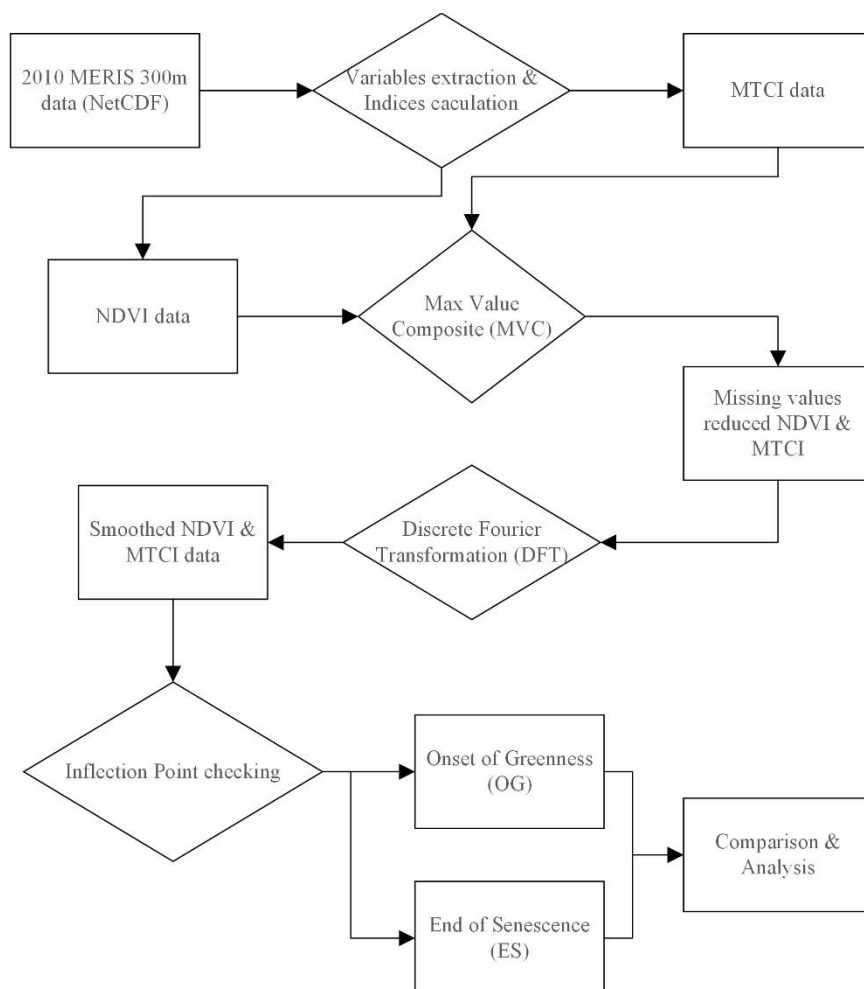 2010 MERIS 300m
data (NetCDF)
Variables extraction &
Indices caculation
MTCI data
NDVI data
Max Value
Composite (MVC)
Missing values
reduced NDVI &
MTCI
Discrete Fourier
Transformation (DFT)
Smoothed NDVI &
MTCI data
Inflection Point checking
Onset of Greenness
(OG)
End of Senescence
(ES)
Comparison &
Analysis